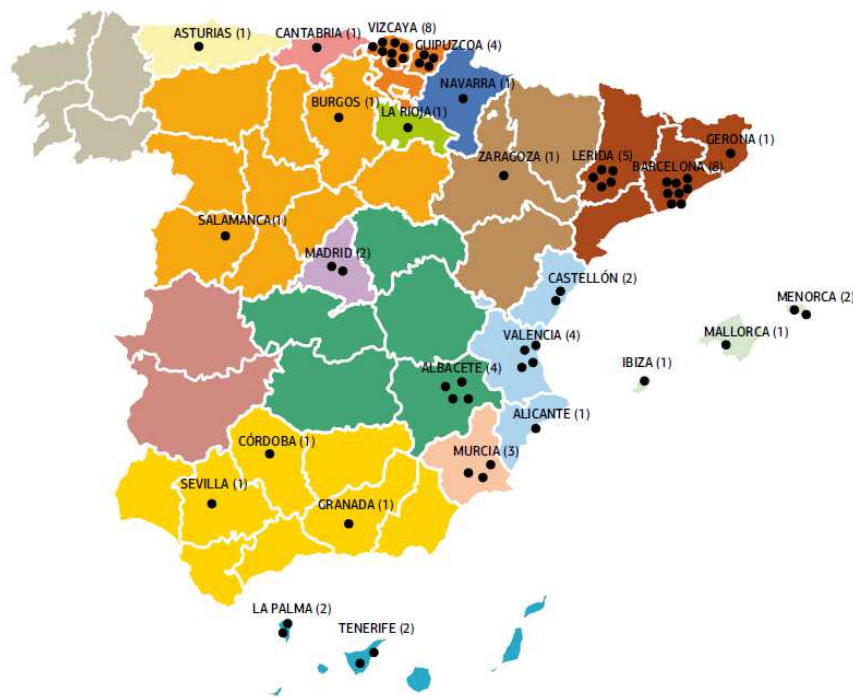 ASTURIAS (1)
CANTABRIA (1)
VIZCAYA (8)
GUIPUZCOA (4)
NAVARRA (1)
BURGOS (1)
LA RIOJA(1)
ZARAGOZA (1)
LERIDA (5)
GERONA (1)
BARCELONA (8)
SALAMANCA(1)
MADRID (2)
CASTELLÓN (2)
MENORCA (2)
MALLORCA (1)
VALENCIA (4)
IBIZA (1)
ALBACETE (4)
ALICANTE (1)
CÓRDOBA (1)
MURCIA (3)
SEVILLA (1)
GRANADA (1)
LA PALMA (2)
TENERIFE (2)